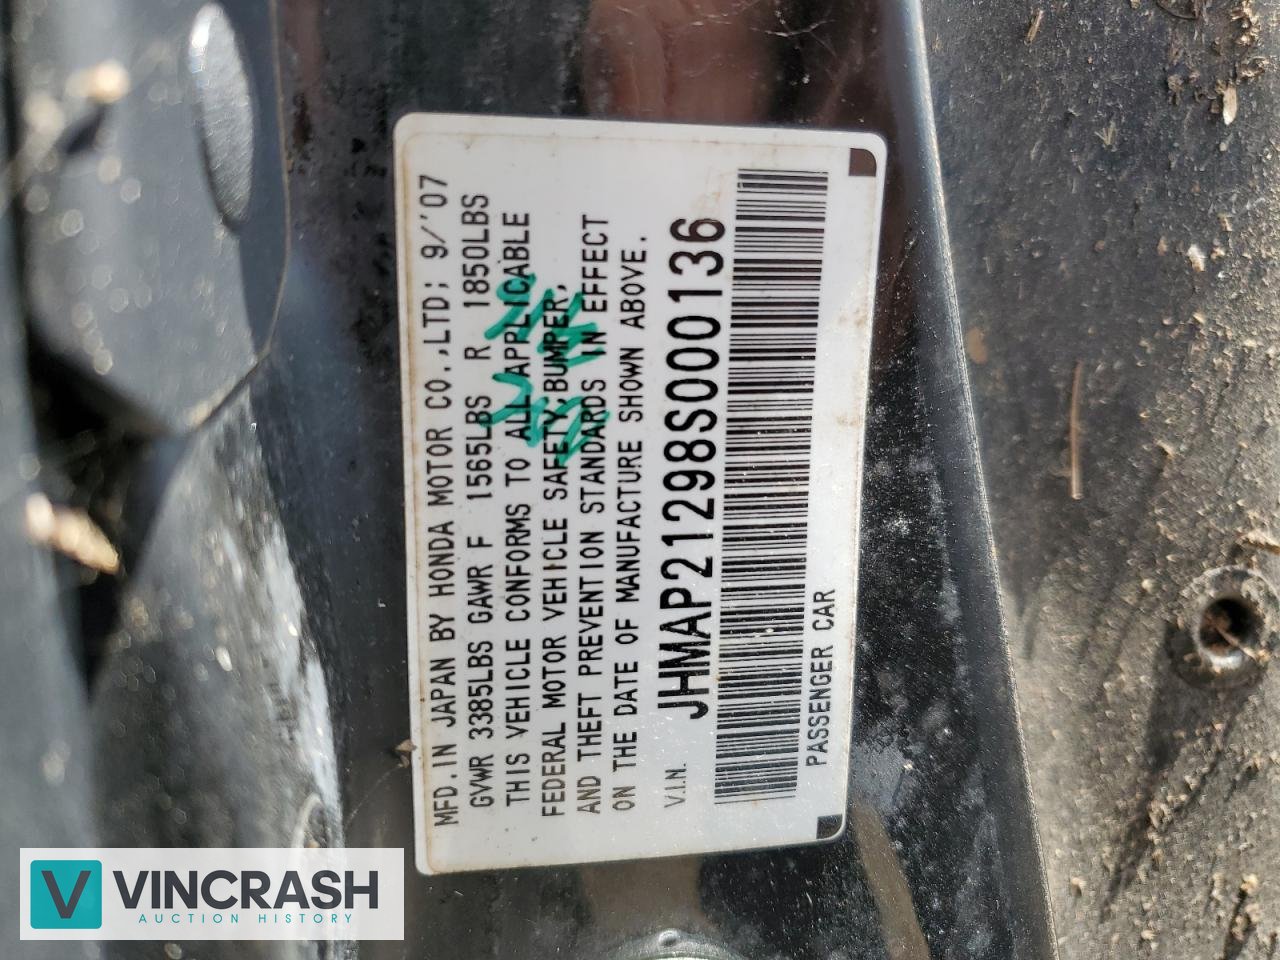 MFD. IN JAPAN BY HONDA MOTOR CO.,LTD; 9/'07
GVWR 3385LBS GAWR F 1565LBS R 1850LBS
THIS VEHICLE CONFORMS TO ALL APPLICABLE
FEDERAL MOTOR VEHICLE SAFETY, BUMPER,
AND THEFT PREVENTION STANDARDS IN EFFECT
ON THE DATE OF MANUFACTURE SHOWN ABOVE.
V.I.N. JHMAP21298S000136
PASSENGER CAR
V VINCRASH
AUCTION HISTORY